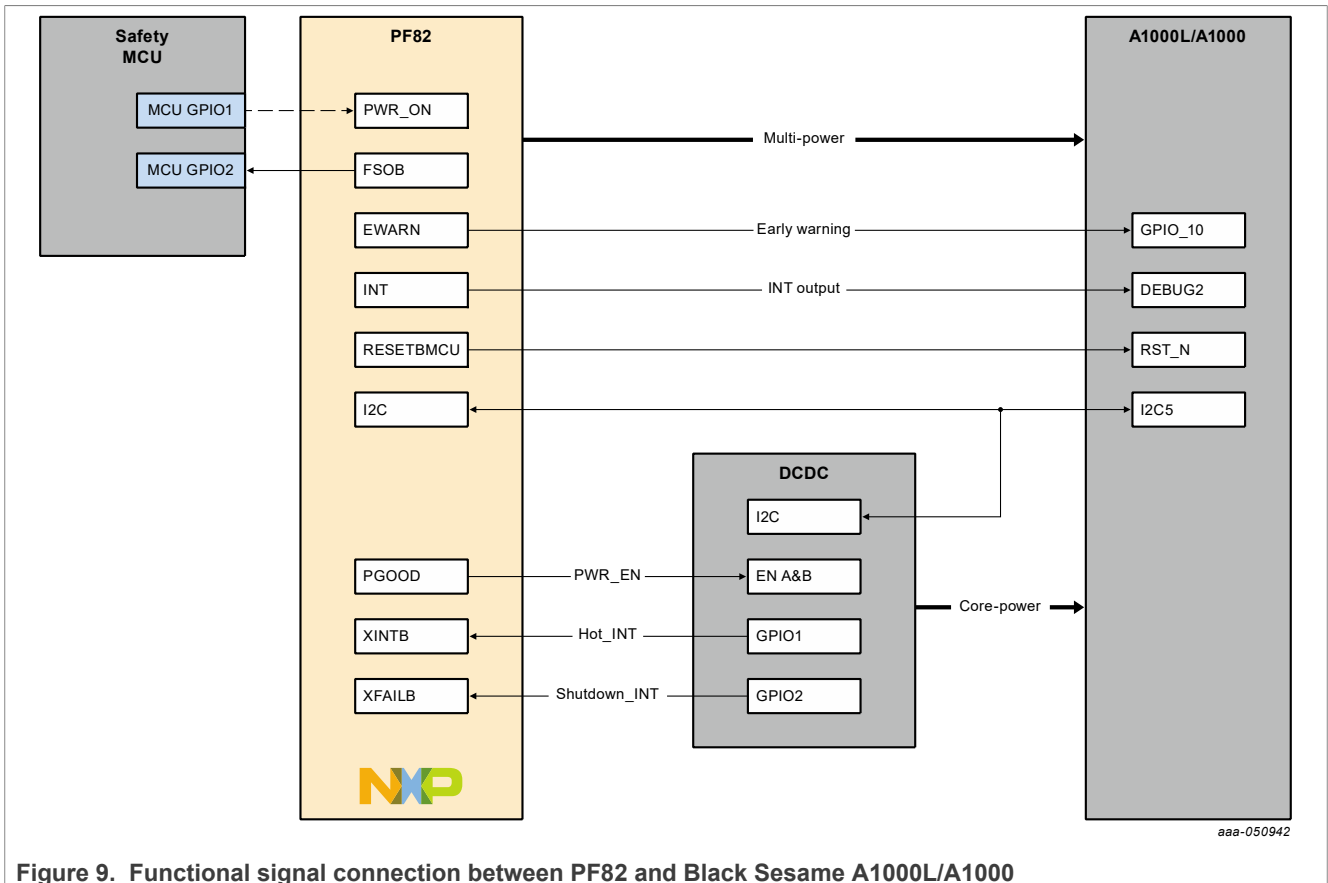 Safety
MCU
PF82
A1000L/A1000
MCU GPIO1
PWR_ON
Multi-power
MCU GPIO2
FSOB
EWARN
Early warning
GPIO_10
INT
INT output
DEBUG2
RESETBMCU
RST_N
I2C
I2C5
DCDC
I2C
PGOOD
PWR_EN
EN A&B
Core-power
XINTB
Hot_INT
GPIO1
XFAILB
Shutdown_INT
GPIO2
NXP
aaa-050942
Figure 9. Functional signal connection between PF82 and Black Sesame A1000L/A1000